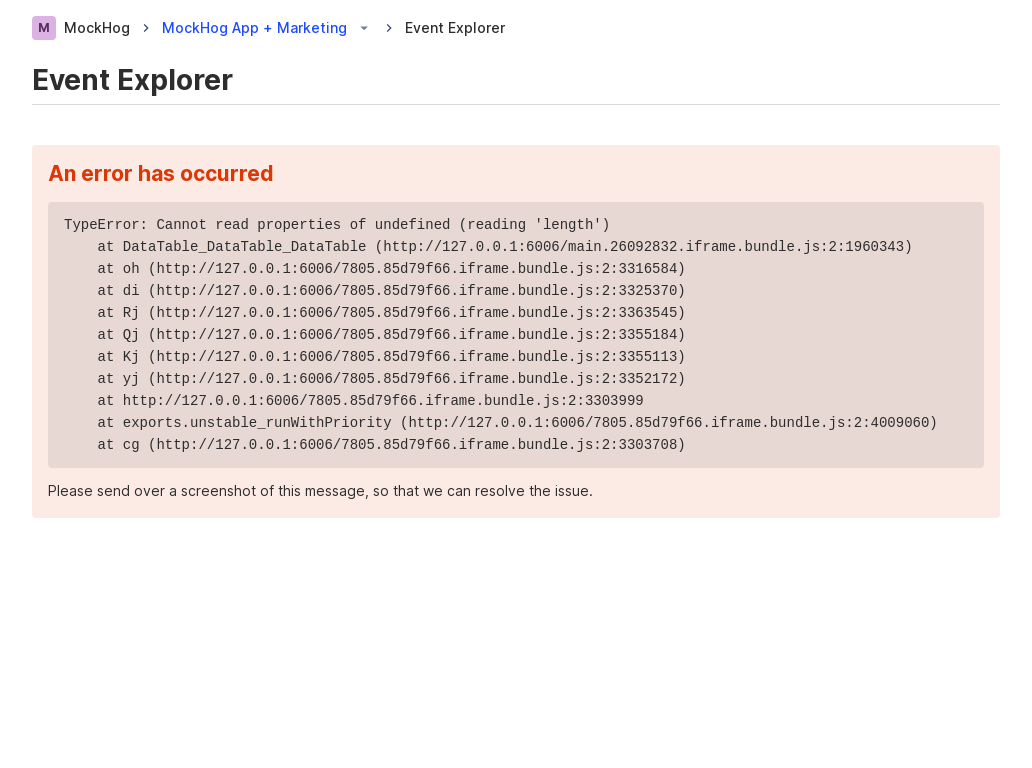 M MockHog MockHog App + Marketing Event Explorer
Event Explorer
An error has occurred
TypeError: Cannot read properties of undefined (reading 'length')
at DataTable_DataTable_DataTable (http://127.0.0.1:6006/main.26092832.iframe.bundle.js:2:1960343)
at oh (http://127.0.0.1:6006/7805.85d79f66.iframe.bundle.js:2:3316584)
at di (http://127.0.0.1:6006/7805.85d79f66.iframe.bundle.js:2:3325370)
at Rj (http://127.0.0.1:6006/7805.85d79f66.iframe.bundle.js:2:3363545)
at Qj (http://127.0.0.1:6006/7805.85d79f66.iframe.bundle.js:2:3355184)
at Kj (http://127.0.0.1:6006/7805.85d79f66.iframe.bundle.js:2:3355113)
at yj (http://127.0.0.1:6006/7805.85d79f66.iframe.bundle.js:2:3352172)
at http://127.0.0.1:6006/7805.85d79f66.iframe.bundle.js:2:3303999
at exports.unstable_runWithPriority (http://127.0.0.1:6006/7805.85d79f66.iframe.bundle.js:2:4009060)
at cg (http://127.0.0.1:6006/7805.85d79f66.iframe.bundle.js:2:3303708)
Please send over a screenshot of this message, so that we can resolve the issue.